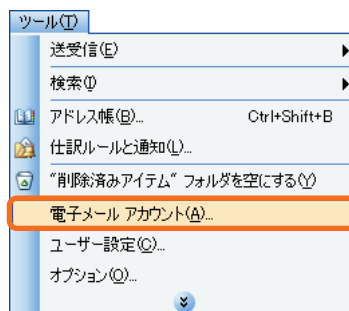 ツール(T)
送受信(E)
検索(I)
アドレス帳(B)... Ctrl+Shift+B
仕訳ルールと通知(L)...
"削除済みアイテム" フォルダを空にする(Y)
電子メール アカウント(A)...
ユーザー設定(C)...
オプション(O)...